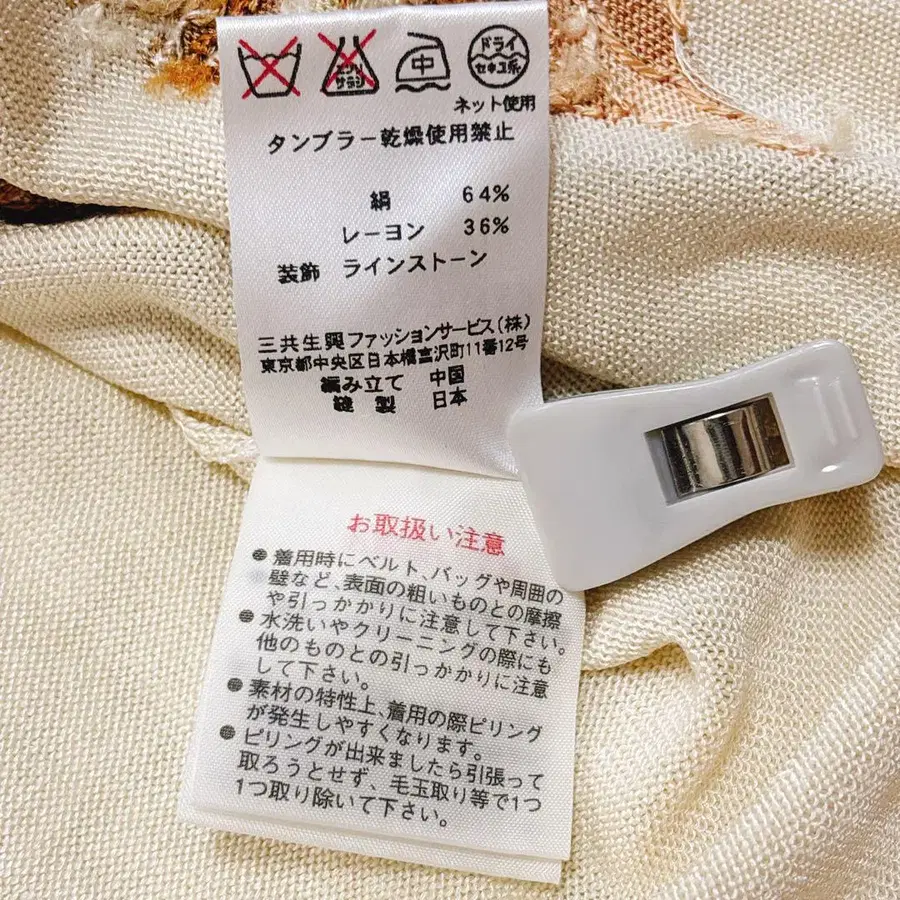 エンソ
サラシ
中
ドライ
セキユ系
ネット使用
タンブラー乾燥使用禁止
絹 64%
レーヨン 36%
装飾 ラインストーン
三共生興ファッションサービス(株)
東京都中央区日本橋富沢町11番12号
編み立て 中国
縫製 日本
お取扱い注意
●着用時にベルト、バッグや周囲の
壁など、表面の粗いものとの摩擦
や引っかかりに注意して下さい。
●水洗いやクリーニングの際にも
他のものとの引っかかりに注意
して下さい。
●素材の特性上、着用の際ピリング
が発生しやすくなります。
●ピリングが出来ましたら引張って
取ろうとせず、毛玉取り等で1つ
1つ取り除いて下さい。